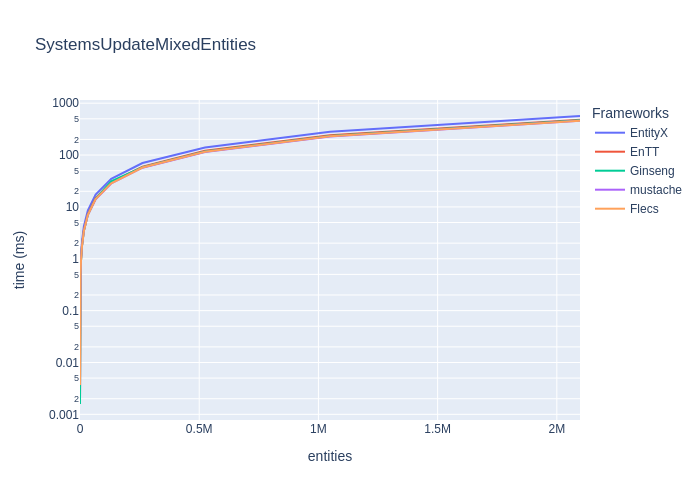 SystemsUpdateMixedEntities
1000
5
2
100
5
2
10
5
2
1
5
2
0.1
5
2
0.01
5
2
0.001
time (ms)
0 0.5M 1M 1.5M 2M
entities
Frameworks
EntityX
EnTT
Ginseng
mustache
Flecs